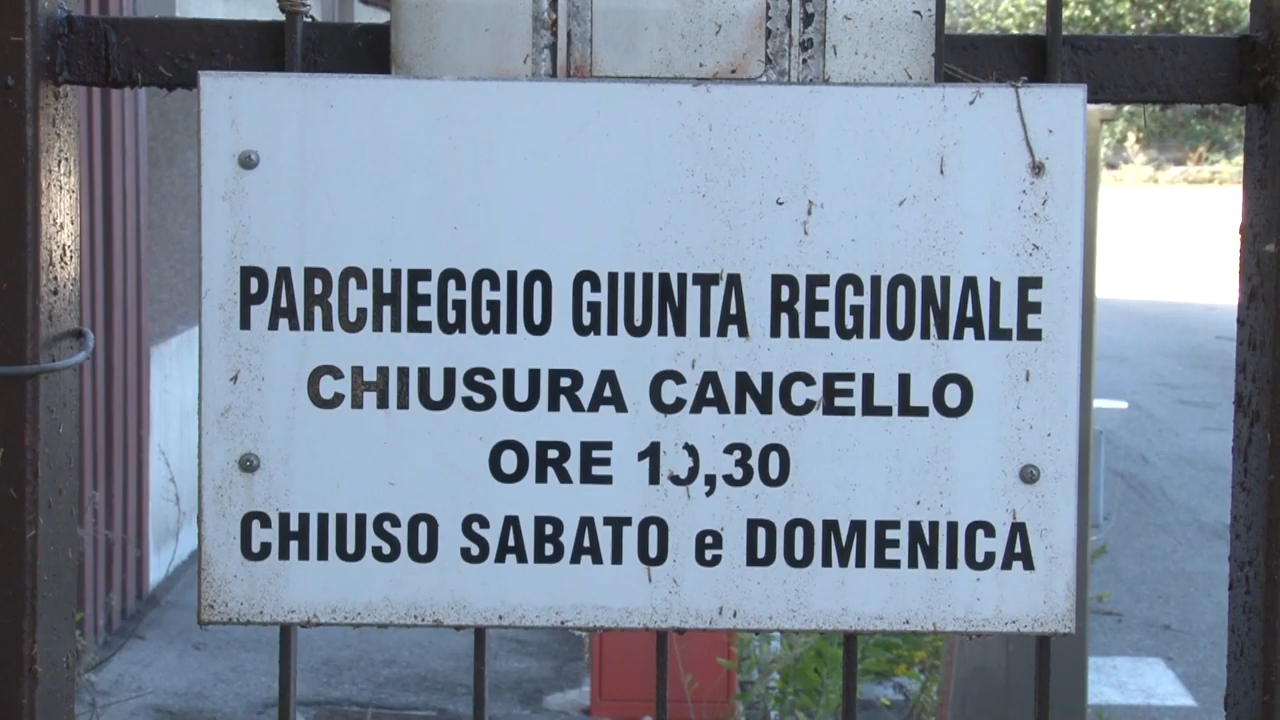 PARCHEGGIO GIUNTA REGIONALE
CHIUSURA CANCELLO
ORE
CHIUSO SABATO e DOMENICA